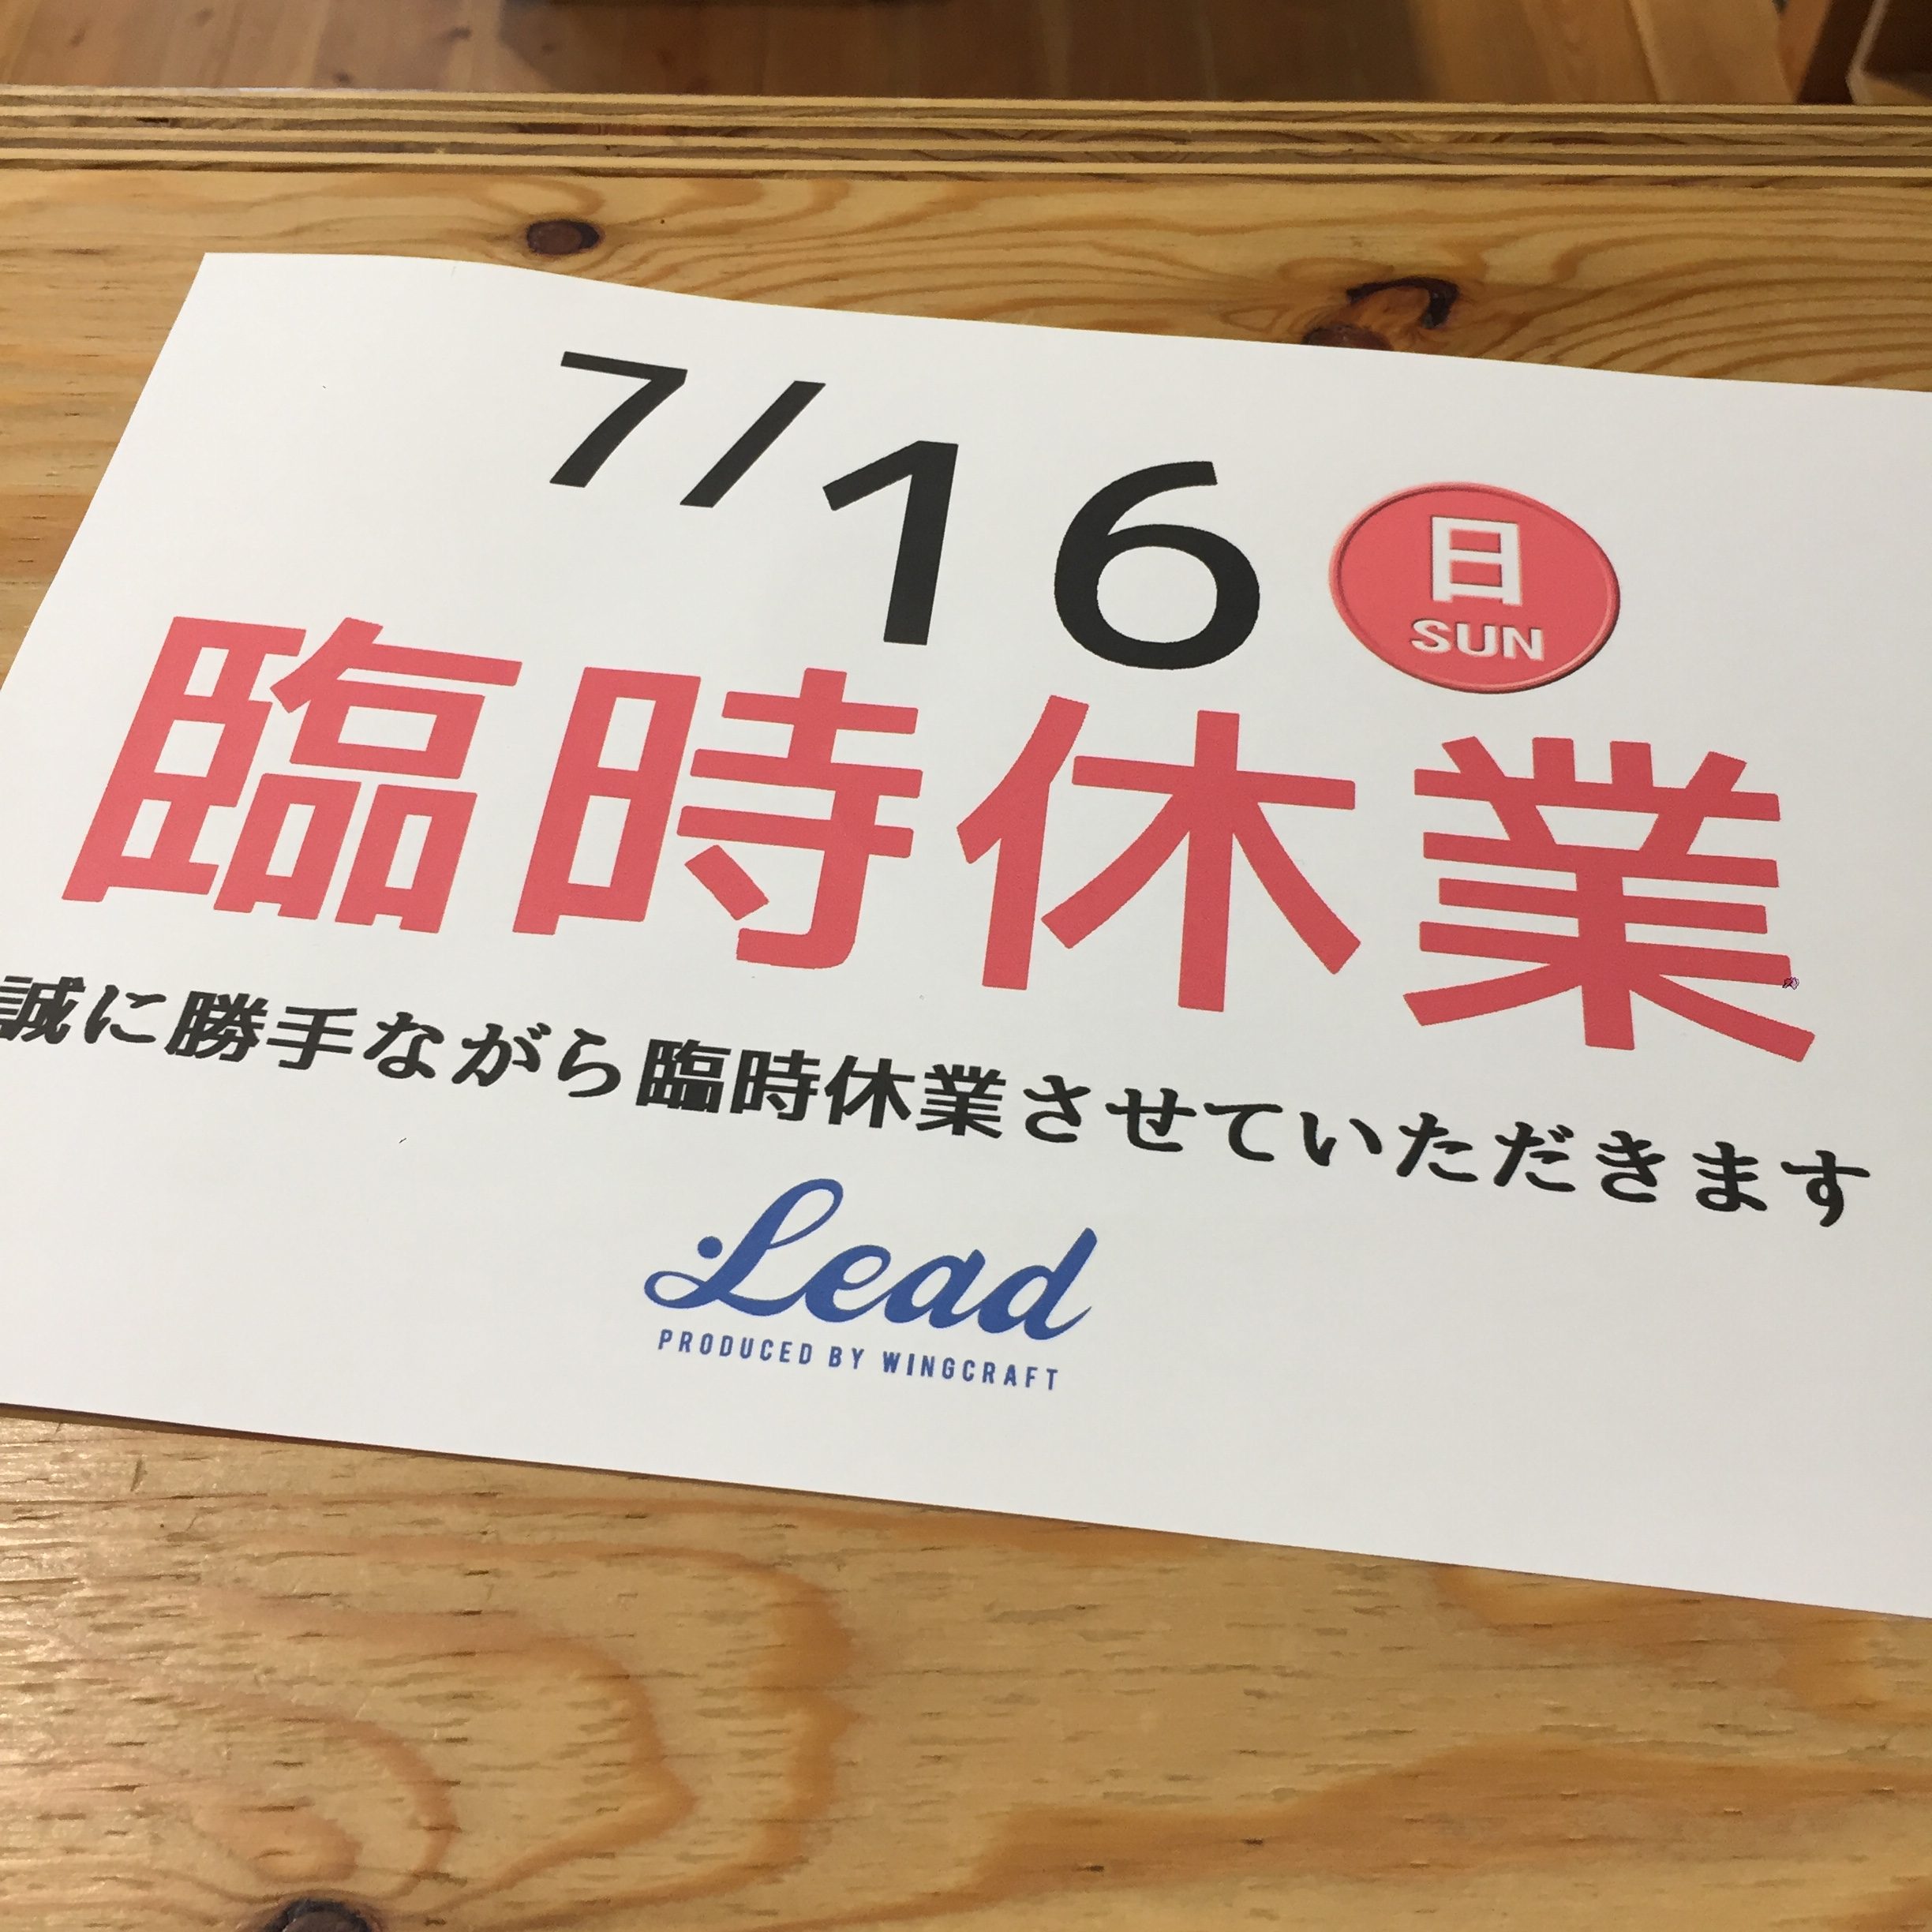 7/16 日
SUN
臨時休業
誠に勝手ながら臨時休業させていただきます
Lead
PRODUCED BY WINGCRAFT